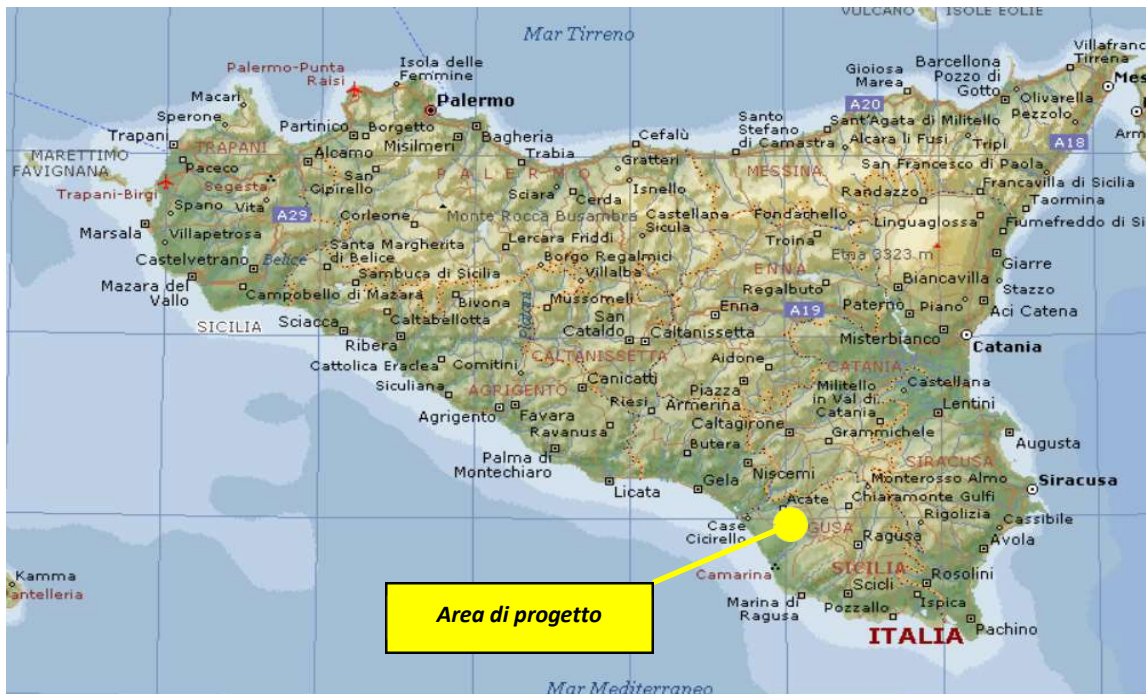 VULCANO ISOLE EOLIE
Mar Tirreno
Palermo-Punta
Raisi
Isola delle
Femmine
Palermo
Villafranc
Tirrena
Barcellona
Pozzo di
Gotto
Gioiosa
Marea
A20
Mes
Macari
Sperone
Trapani
Partinico
Borgetto
Misilmeri
Bagheria
Trabia
Cefalù
Gratteri
Santo
Stefano
di Camastra
Sant'Agata di Militello
Alcara li Fusi
Olivarella
Pezzolo
Tripi
Arm
A18
MARETTIMO
FAVIGNANA
TRAPANI
Paceco
Alcamo
San
Cipirello
PALERMO
MESSINA
San Francesco di Paola
Trapani-Birgi
Segesta
Spano
Vita
A29
Sciara
Cerda
Isnello
Randazzo
Francavilla di Sicilia
Taormina
Marsala
Villapetrosa
Corleone
Monte Rocca Busambra
Castellana
Sicula
Fondachello
Linguaglossa
Fiumefreddo di Si
Castelvetrano
Belice
Santa Margherita
di Belice
Lercara Friddi
Borgo Regalmici
Villalba
Troina
Etna 3323 m
Giarre
Mazara del
Vallo
Campobello di Mazara
Sambuca di Sicilia
Bivona
Mussomeli
ENNA
Regalbuto
Biancavilla
Stazzo
SICILIA
Sciacca
Caltabellotta
Platani
San
Cataldo
Enna
A19
Paternò
Piano
Aci Catena
Ribera
Caltanissetta
Misterbianco
Catania
Cattolica Eraclea
Comitini
CALTANISSETTA
Aidone
CATANIA
Siculiana
AGRIGENTO
Canicattì
Riesi
Piazza
Armerina
Militello
in Val di
Catania
Castellana
Lentini
Agrigento
Favara
Ravanusa
Caltagirone
Grammichele
Augusta
Palma di
Montechiaro
Butera
SIRACUSA
Licata
Gela
Niscemi
Monterosso Almo
Siracusa
Acate
Chiaramonte Gulfi
Case
Cicirello
GUSA
Rigolizia
Cassibile
Ragusa
Avola
Kamma
antelleria
Camarina
SICILIA
Rosolini
Area di progetto
Marina di
Ragusa
Scicli
Pozzallo
Ispica
Pachino
ITALIA
Mar Mediterraneo